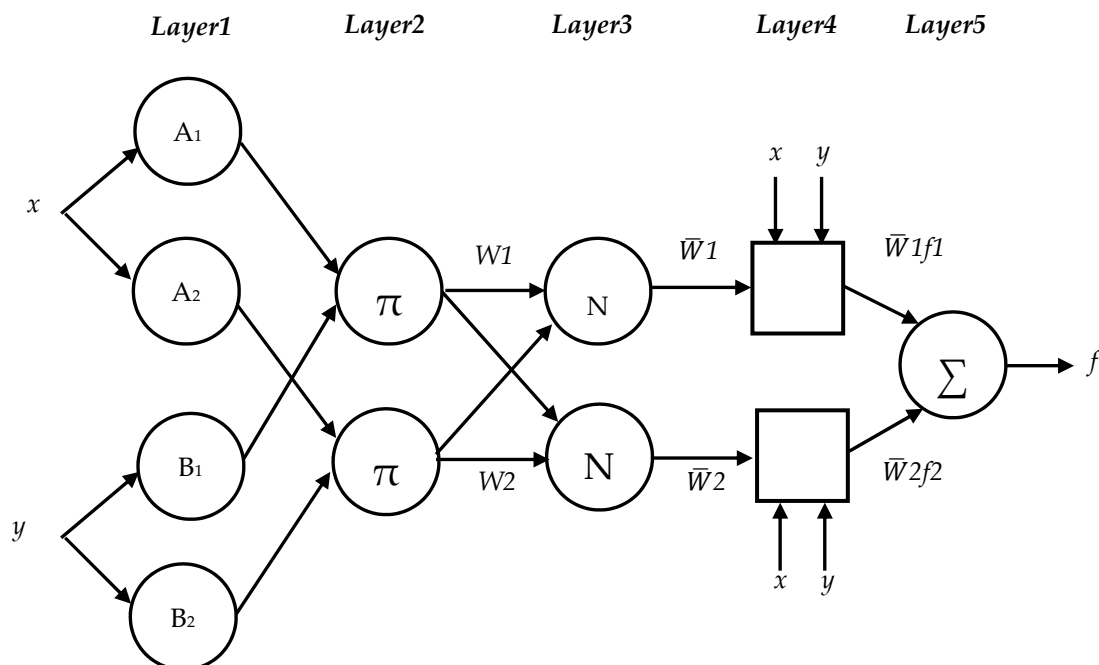 Layer1 Layer2 Layer3 Layer4 Layer5
A1
x y
x
W1
W̅1
W̅1f1
A2
π
N
f
Σ
B1
π
W2
N
W̅2
W̅2f2
y
x y
B2